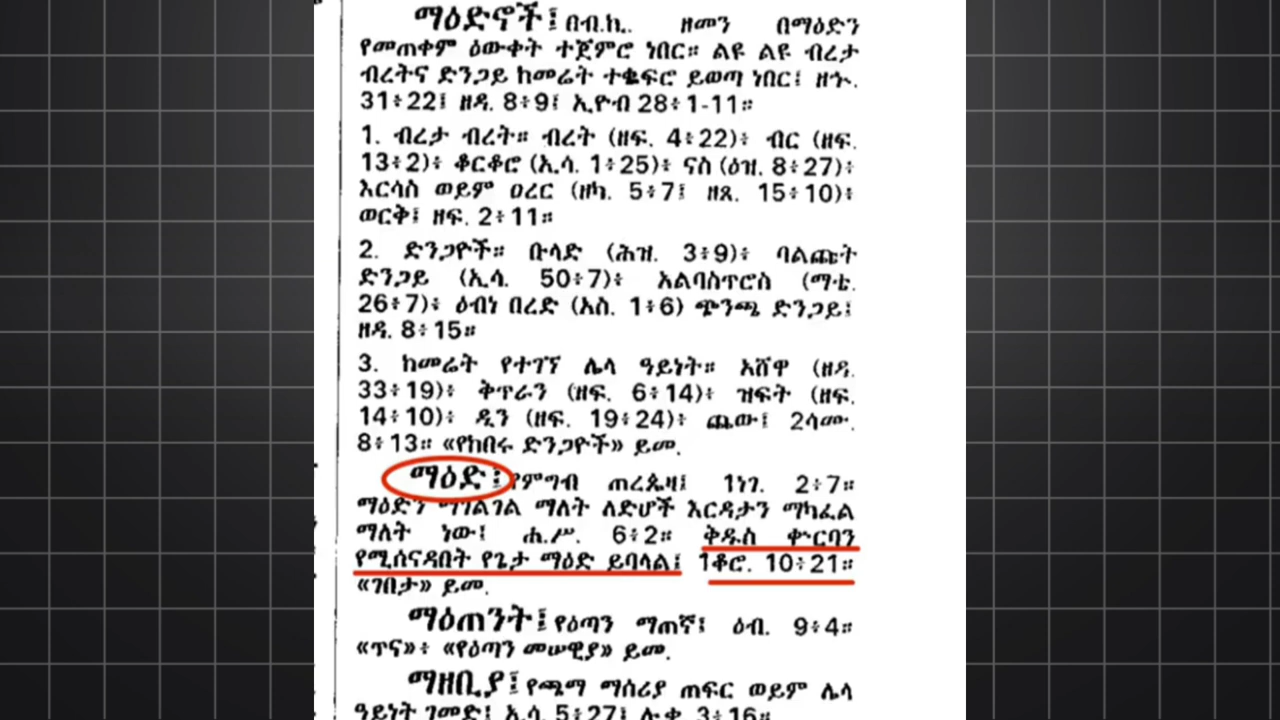 ማዕድኖች፤ በብ.ኪ. ዘመን በማዕድን
የመጠቀም ዕውቀት ተጀምሮ ነበር። ልዩ ልዩ ብረታ
ብረትና ድንጋይ ከመሬት ተቈፍሮ ይወጣ ነበር፤ ዘኍ.
31፥22፤ ዘዳ. 8፥9፤ ኢዮብ 28፥1-11።
1. ብረታ ብረት። ብረት (ዘፍ. 4፥22)፥ ብር (ዘፍ.
13፥2)፥ ቆርቆሮ (ኢሳ. 1፥25)፥ ናስ (ዕዝ. 8፥27)፥
እርሳስ ወይም ዐረር (ዘካ. 5፥7፤ ዘጸ. 15፥10)፥
ወርቅ፤ ዘፍ. 2፥11።
2. ድንጋዮች። ቡላድ (ሕዝ. 3፥9)፥ ባልጩት
ድንጋይ (ኢሳ. 50፥7)፥ አልባስጥሮስ (ማቴ.
26፥7)፥ ዕብነ በረድ (አስ. 1፥6) ጭንጫ ድንጋይ፤
ዘዳ. 8፥15።
3. ከመሬት የተገኘ ሌላ ዓይነት። አሸዋ (ዘዳ.
33፥19)፥ ቅጥራን (ዘፍ. 6፥14)፥ ዝፍት (ዘፍ.
14፥10)፥ ዲን (ዘፍ. 19፥24)፥ ጨው፤ 2ሳሙ.
8፥13። «የከበሩ ድንጋዮች» ይመ.
ማዕድ፤ የምግብ ጠረጴዛ፤ 1ነገ. 2፥7።
ማዕድን ማገልገል ማለት ለድሆች እርዳታን ማካፈል
ማለት ነው፤ ሐ.ሥ. 6፥2። ቅዱስ ቍርባን
የሚሰናዳበት የጌታ ማዕድ ይባላል፤ 1ቆሮ. 10፥21።
«ገበታ» ይመ.
ማዕጠንት፤ የዕጣን ማጠኛ፤ ዕብ. 9፥4።
«ጥና»፥ «የዕጣን መሠዊያ» ይመ.
ማዘቢያ፤ የጫማ ማሰሪያ ጠፍር ወይም ሌላ
ዓይነት ገመድ፤ ኢሳ. 5፥27፤ ሉቃ. 3፥16።